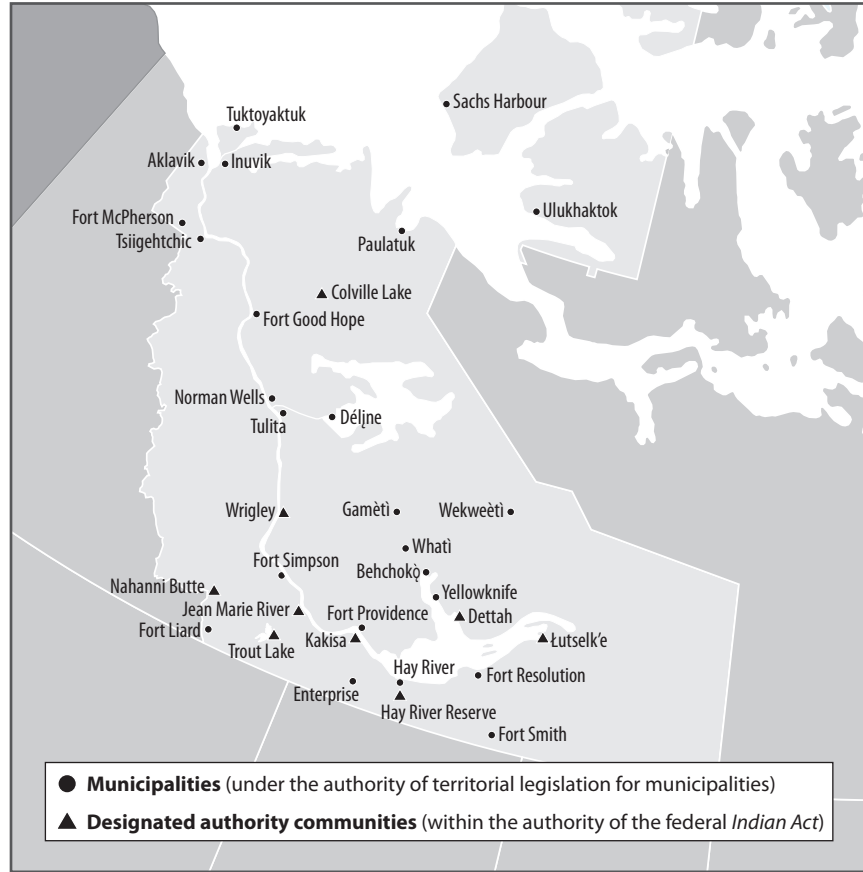 Tuktoyaktuk
Sachs Harbour
Aklavik
Inuvik
Fort McPherson
Ulukhaktok
Tsiigehtchic
Paulatuk
Colville Lake
Fort Good Hope
Norman Wells
Tulita
Délı̨ne
Wrigley
Gamètì
Wekweètì
Whatì
Fort Simpson
Behchokǫ̀
Nahanni Butte
Yellowknife
Jean Marie River
Fort Providence
Dettah
Fort Liard
Trout Lake
Kakisa
Łutselk'e
Hay River
Fort Resolution
Enterprise
Hay River Reserve
Fort Smith
Municipalities (under the authority of territorial legislation for municipalities)
Designated authority communities (within the authority of the federal Indian Act)